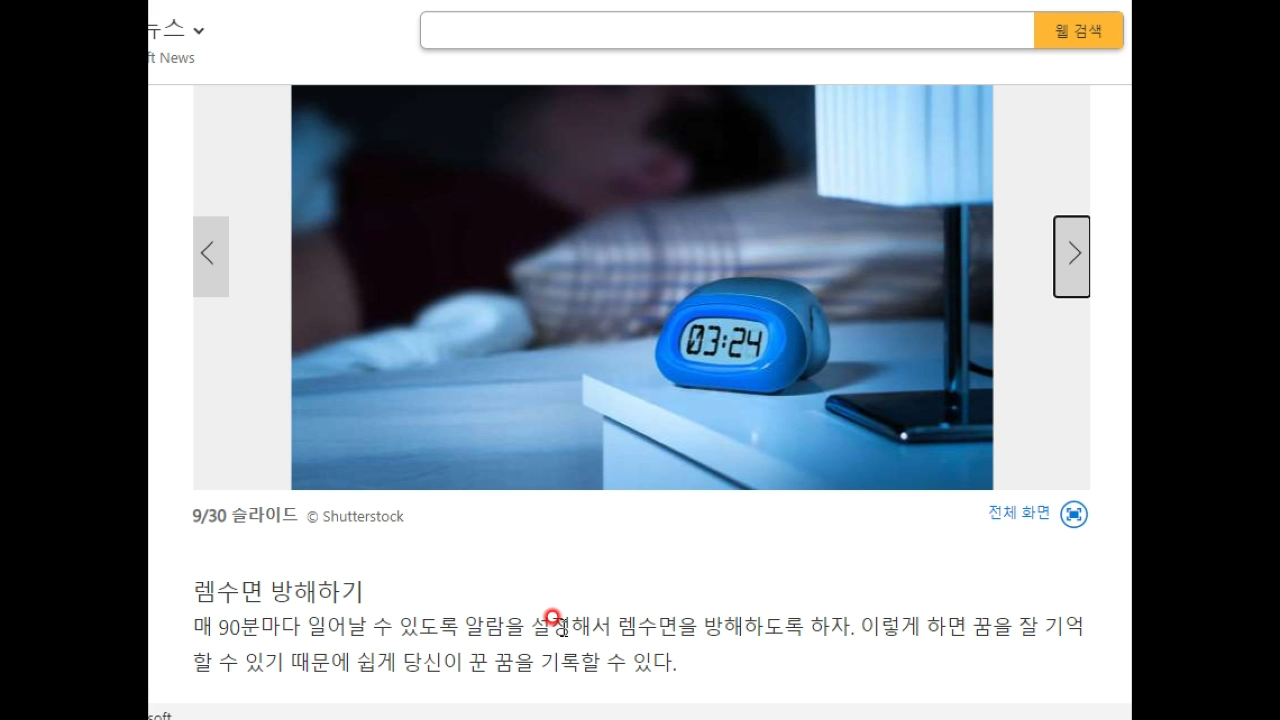 뉴스
ft News
웹 검색
03:24
9/30 슬라이드 © Shutterstock
전체 화면
렘수면 방해하기
매 90분마다 일어날 수 있도록 알람을 설정해서 렘수면을 방해하도록 하자. 이렇게 하면 꿈을 잘 기억
할 수 있기 때문에 쉽게 당신이 꾼 꿈을 기록할 수 있다.
soft